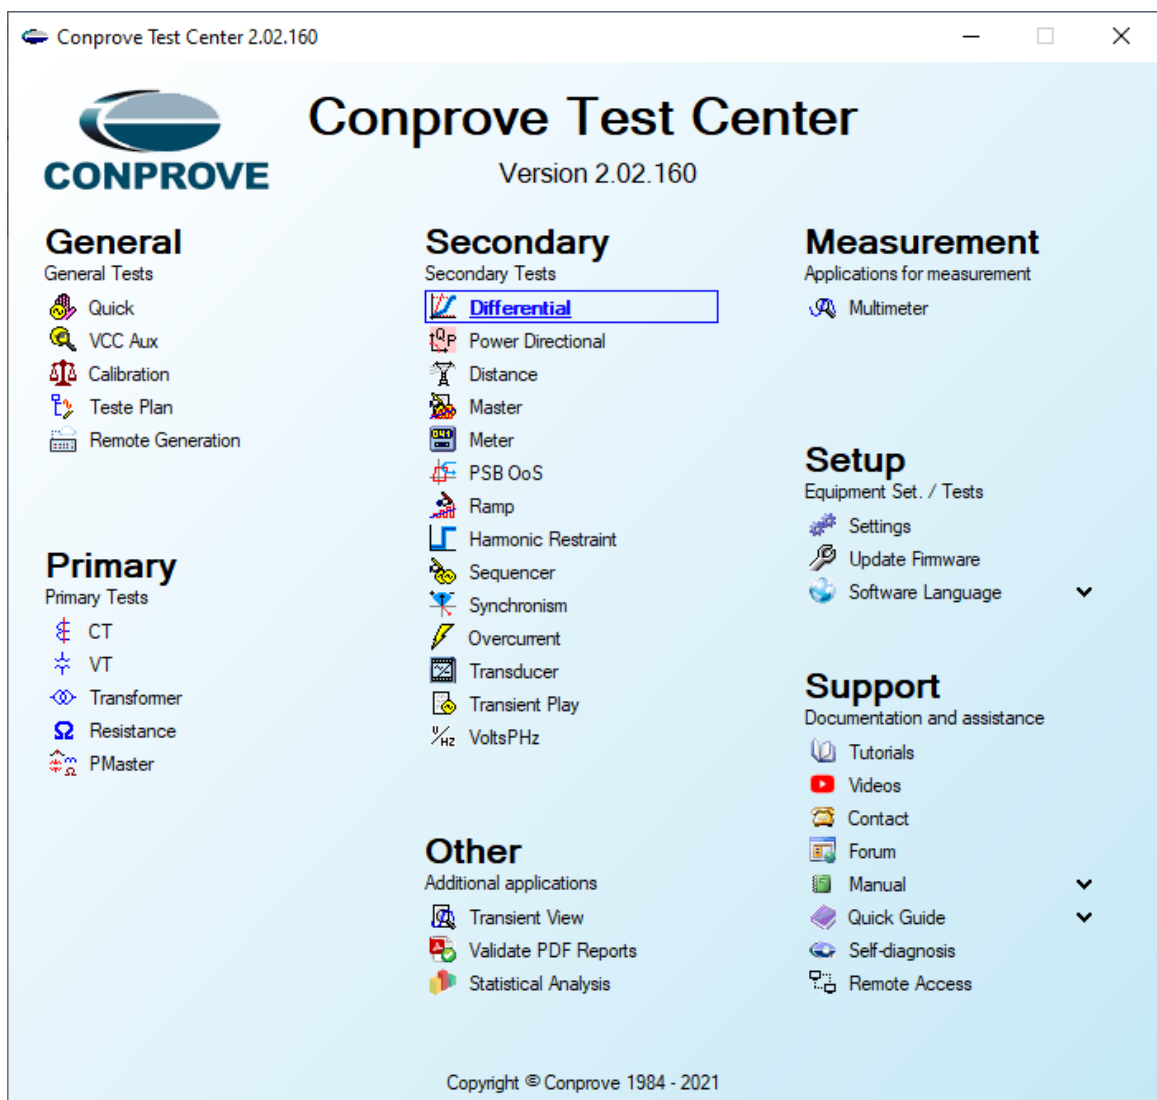 Conprove Test Center 2.02.160
CONPROVE
Conprove Test Center
Version 2.02.160
General
General Tests
Quick
VCC Aux
Calibration
Teste Plan
Remote Generation
Primary
Primary Tests
CT
VT
Transformer
Resistance
PMaster
Secondary
Secondary Tests
Differential
Power Directional
Distance
Master
Meter
PSB OoS
Ramp
Harmonic Restraint
Sequencer
Synchronism
Overcurrent
Transducer
Transient Play
VoltsPHz
Other
Additional applications
Transient View
Validate PDF Reports
Statistical Analysis
Measurement
Applications for measurement
Multimeter
Setup
Equipment Set. / Tests
Settings
Update Firmware
Software Language
Support
Documentation and assistance
Tutorials
Videos
Contact
Forum
Manual
Quick Guide
Self-diagnosis
Remote Access
Copyright © Conprove 1984 - 2021